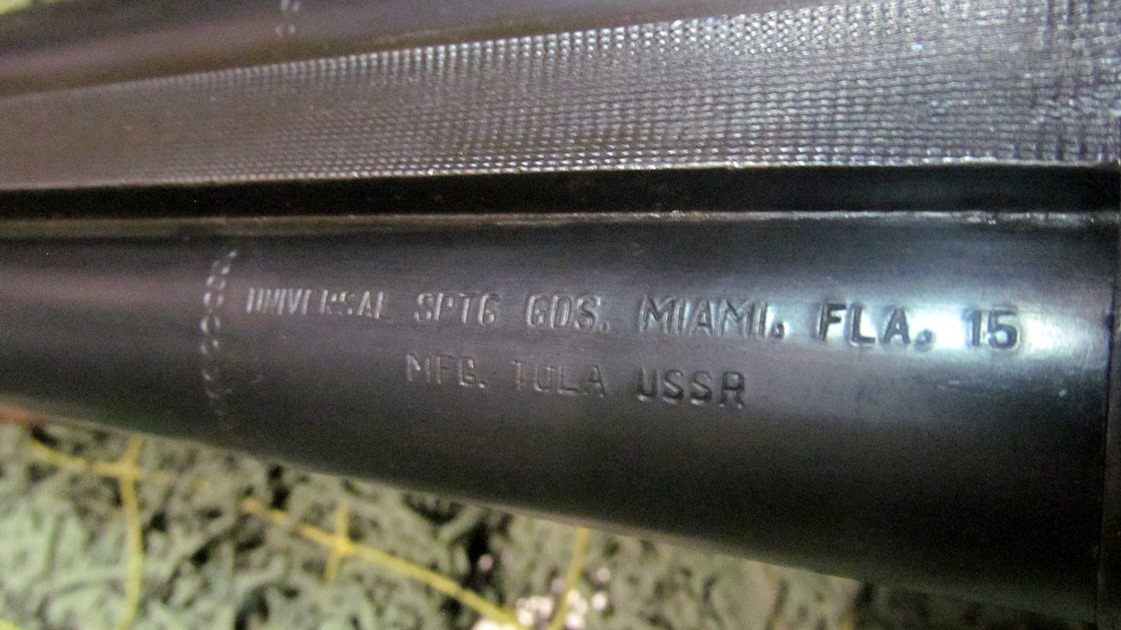 UNIVERSAL SPTG GDS. MIAMI. FLA. 15
MFG. TULA USSR